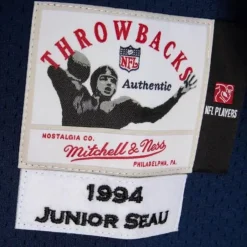 THROWBACKS
NFL
Authentic
NFL PLAYERS
NOSTALGIA CO.
Mitchell & Ness
PHILADELPHIA, PA.
1994
JUNIOR SEAU